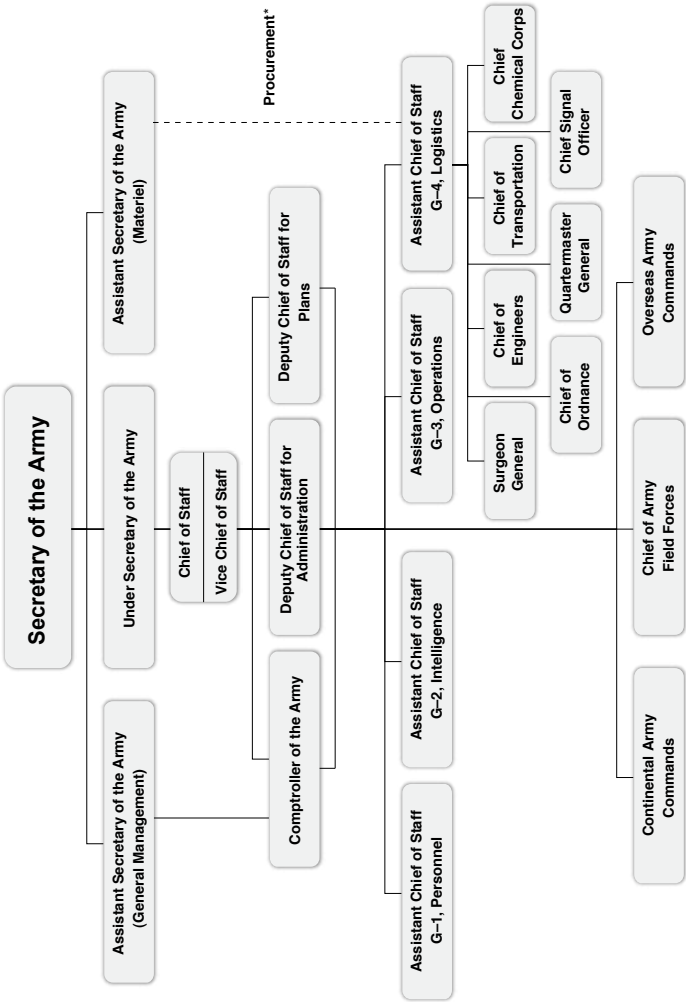 Secretary of the Army
Assistant Secretary of the Army
(General Management)
Under Secretary of the Army
Assistant Secretary of the Army
(Materiel)
Chief of Staff
Vice Chief of Staff
Procurement*
Comptroller of the Army
Deputy Chief of Staff for
Administration
Deputy Chief of Staff for
Plans
Assistant Chief of Staff
G–1, Personnel
Assistant Chief of Staff
G–2, Intelligence
Assistant Chief of Staff
G–3, Operations
Assistant Chief of Staff
G–4, Logistics
Surgeon
General
Chief of
Engineers
Chief of
Transportation
Chief
Chemical Corps
Chief of
Ordnance
Quartermaster
General
Chief Signal
Officer
Continental Army
Commands
Chief of Army
Field Forces
Overseas Army
Commands